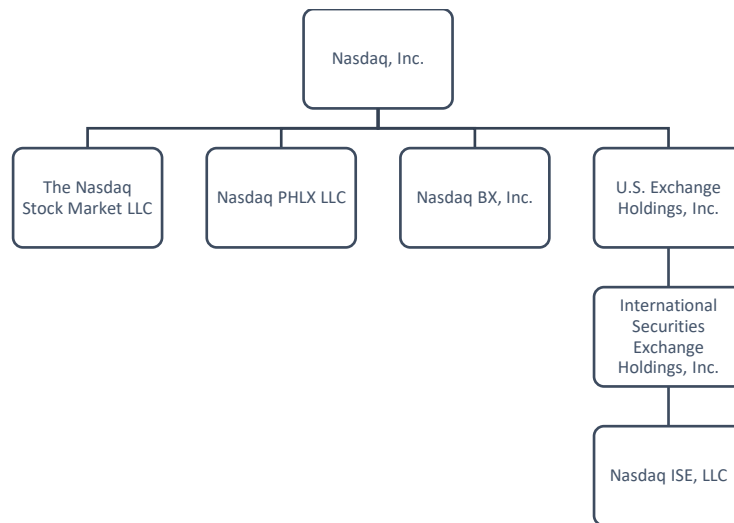 Nasdaq, Inc.
The Nasdaq
Stock Market LLC
Nasdaq PHLX LLC
Nasdaq BX, Inc.
U.S. Exchange
Holdings, Inc.
International
Securities
Exchange
Holdings, Inc.
Nasdaq ISE, LLC